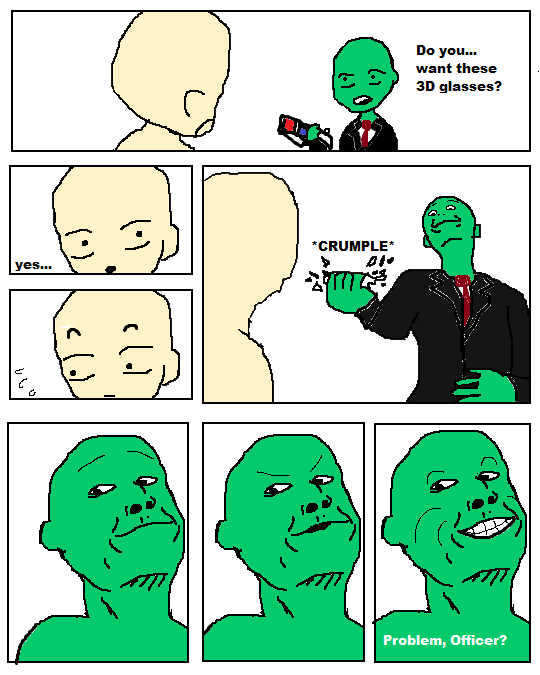 Do you...
want these
3D glasses?
yes...
*CRUMPLE*
Problem, Officer?